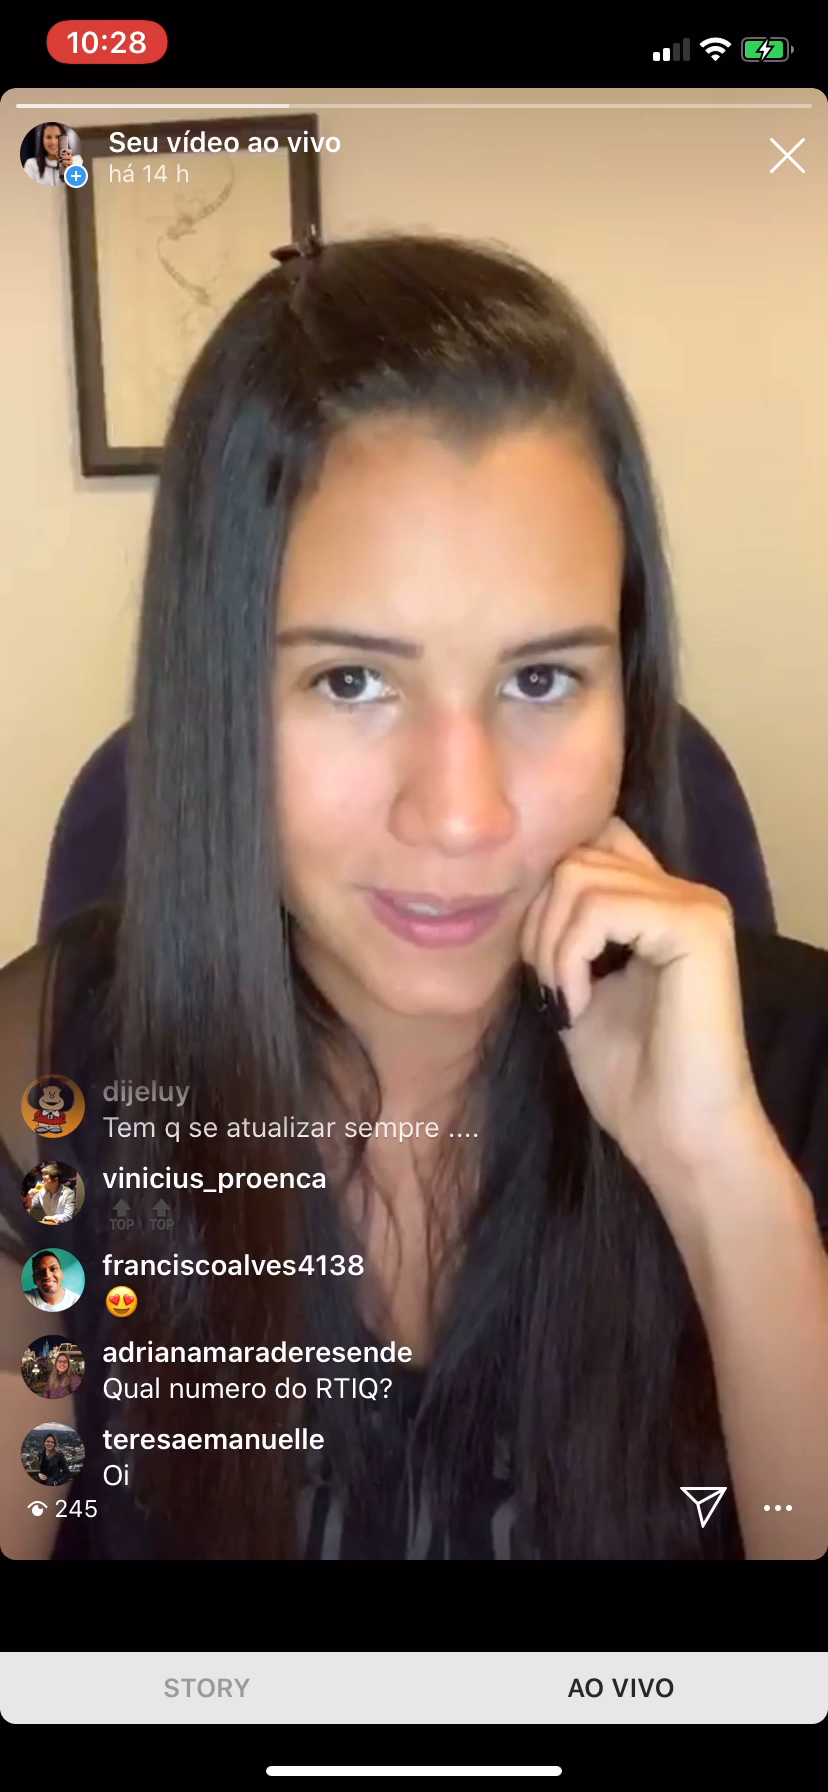 10:28
Seu vídeo ao vivo
há 14 h
dijeluy
Tem q se atualizar sempre ....
vinicius_proenca
TOP TOP
franciscoalves4138
😍
adrianamaraderesende
Qual numero do RTIQ?
teresaemanuelle
Oi
245
STORY
AO VIVO